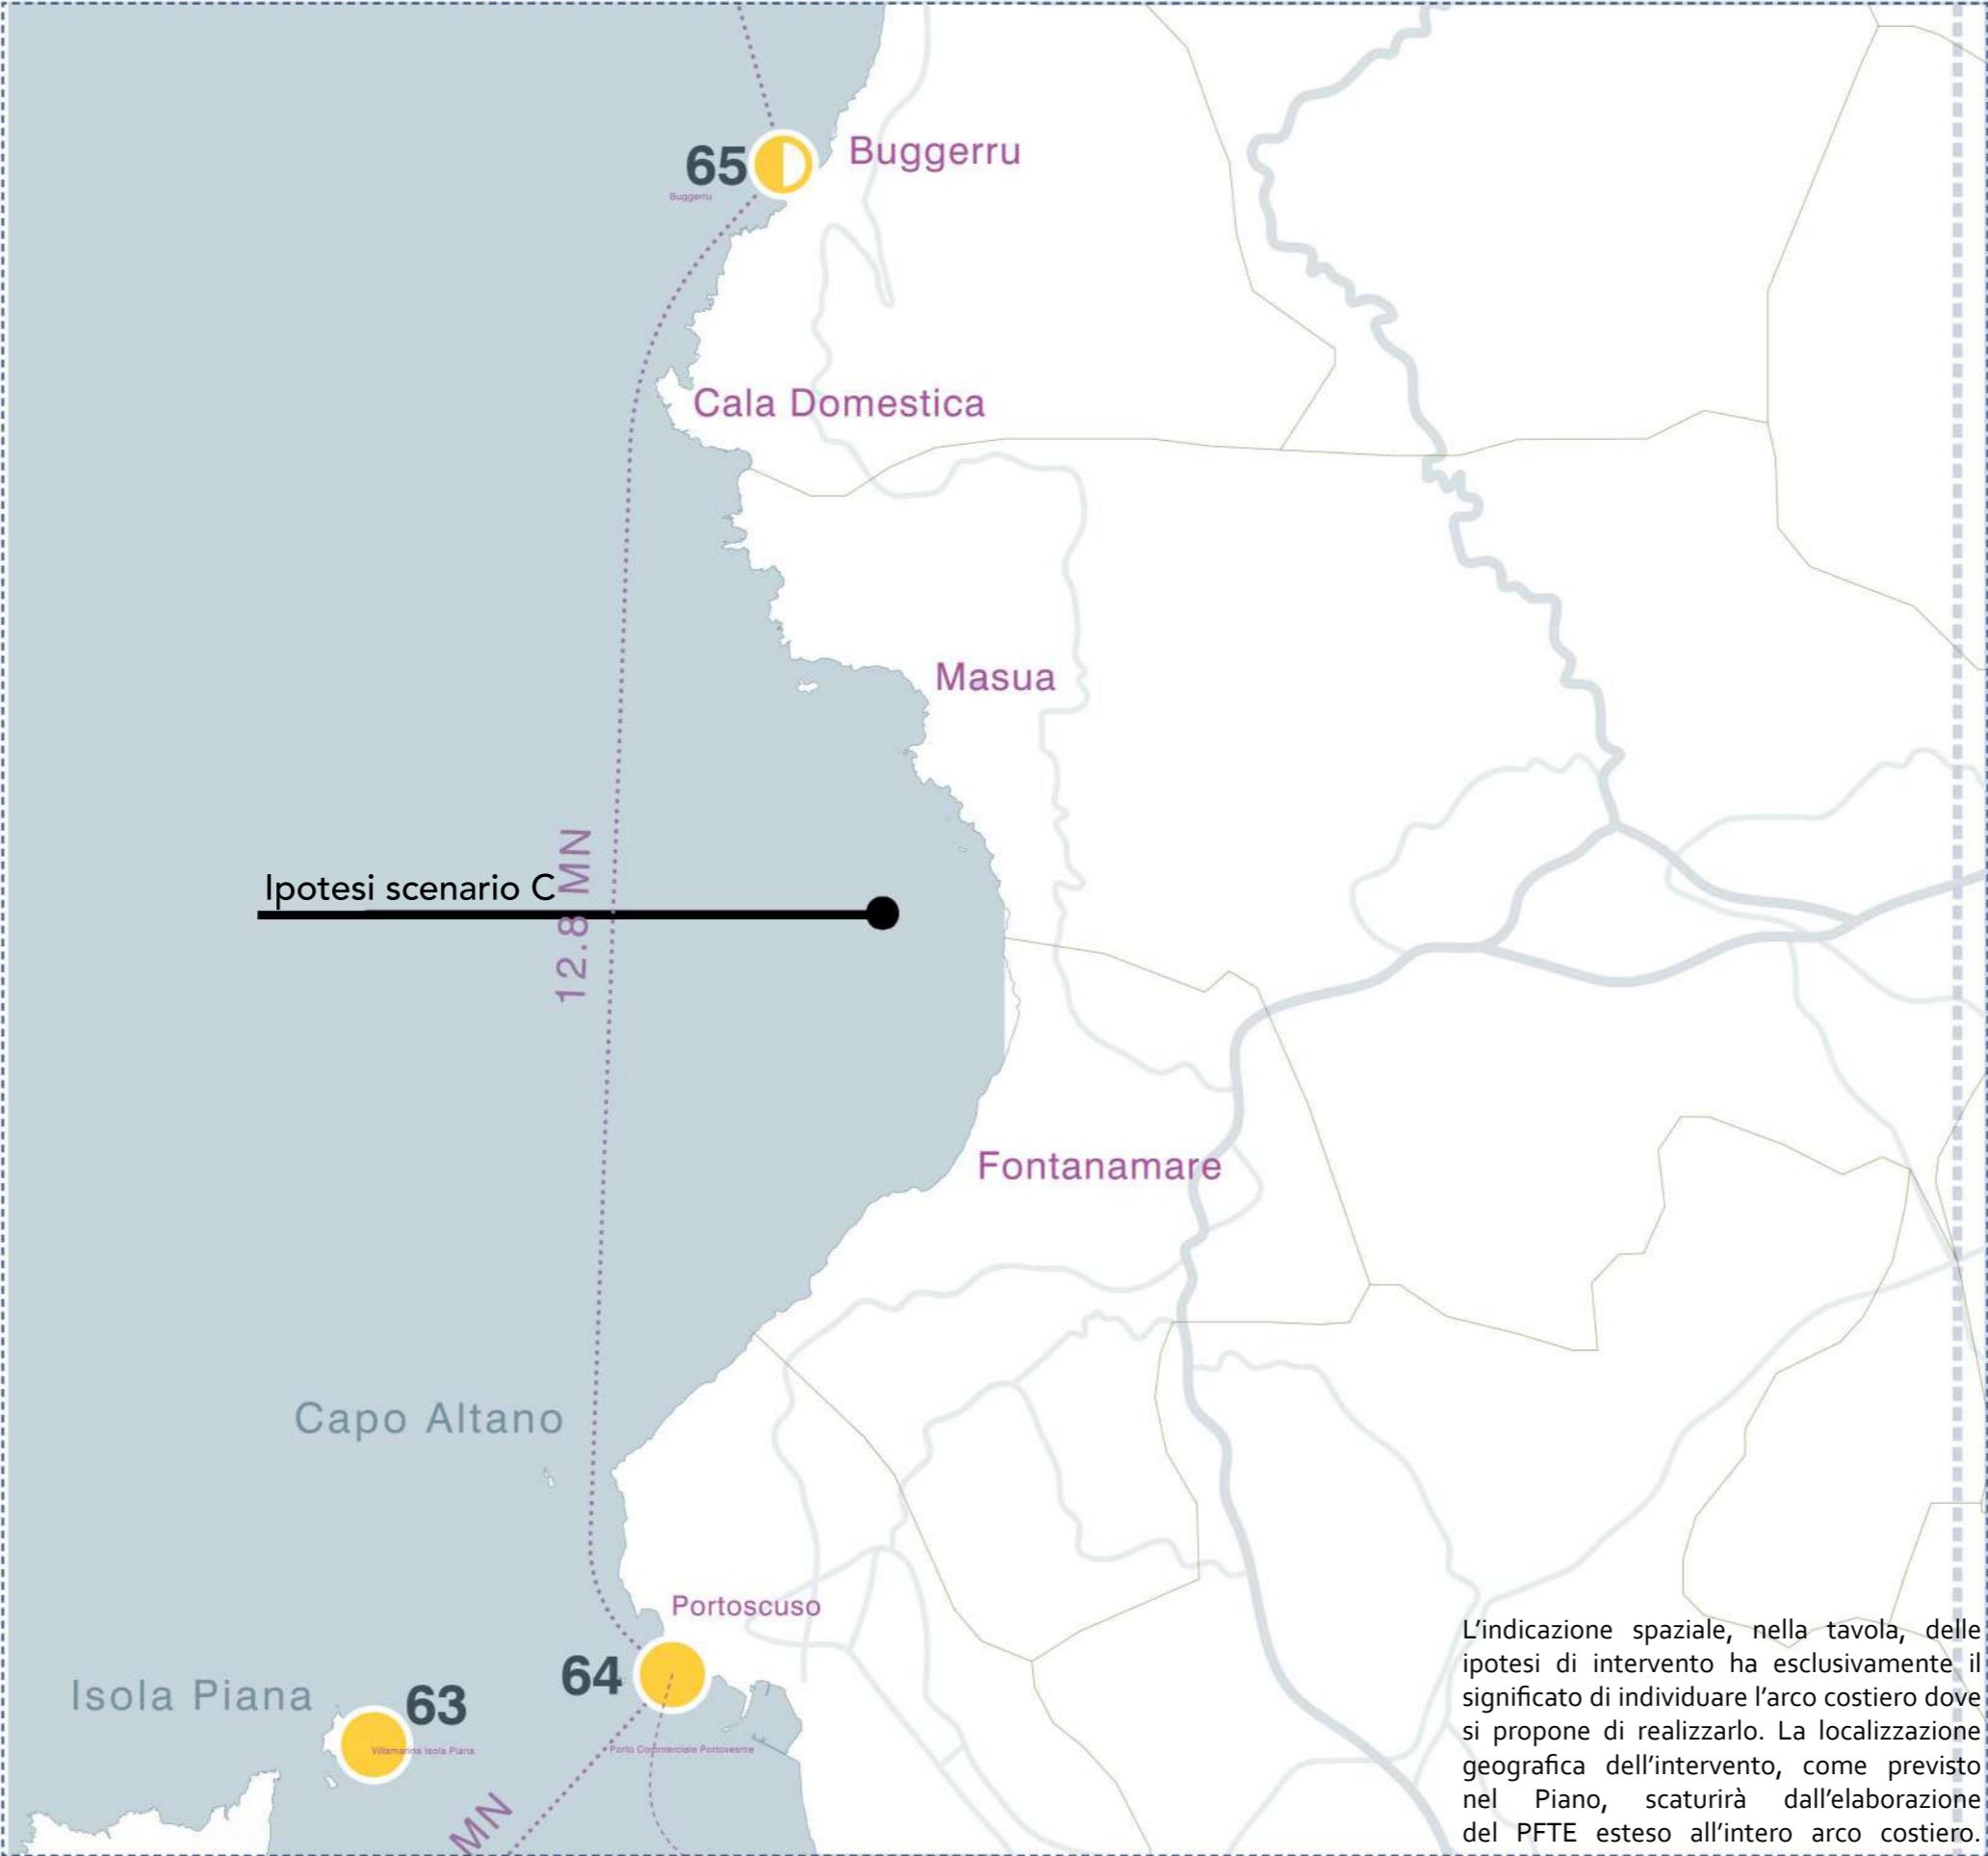 65
Buggerru
Buggerru
Cala Domestica
Masua
Ipotesi scenario C
12.8 MN
Fontanamare
Capo Altano
Portoscuso
64
Isola Piana
63
Villamarina Isola Piana
Porto Commerciale Portovesme
MN
L'indicazione spaziale, nella tavola, delle
ipotesi di intervento ha esclusivamente il
significato di individuare l'arco costiero dove
si propone di realizzarlo. La localizzazione
geografica dell'intervento, come previsto
nel Piano, scaturirà dall'elaborazione
del PFTE esteso all'intero arco costiero.